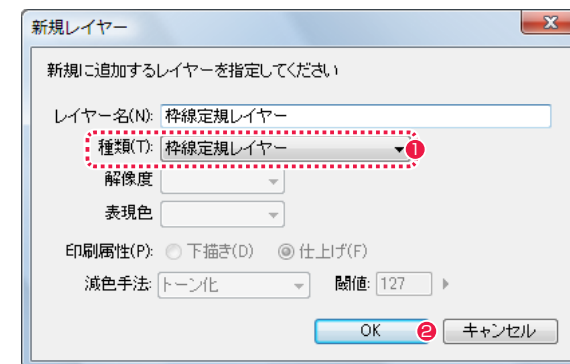 新規レイヤー
新規に追加するレイヤーを指定してください
レイヤー名(N): 枠線定規レイヤー
種類(T): 枠線定規レイヤー 1
解像度
表現色
印刷属性(P): 下描き(D) 仕上げ(F)
減色手法: トーン化 閾値: 127
OK 2 キャンセル